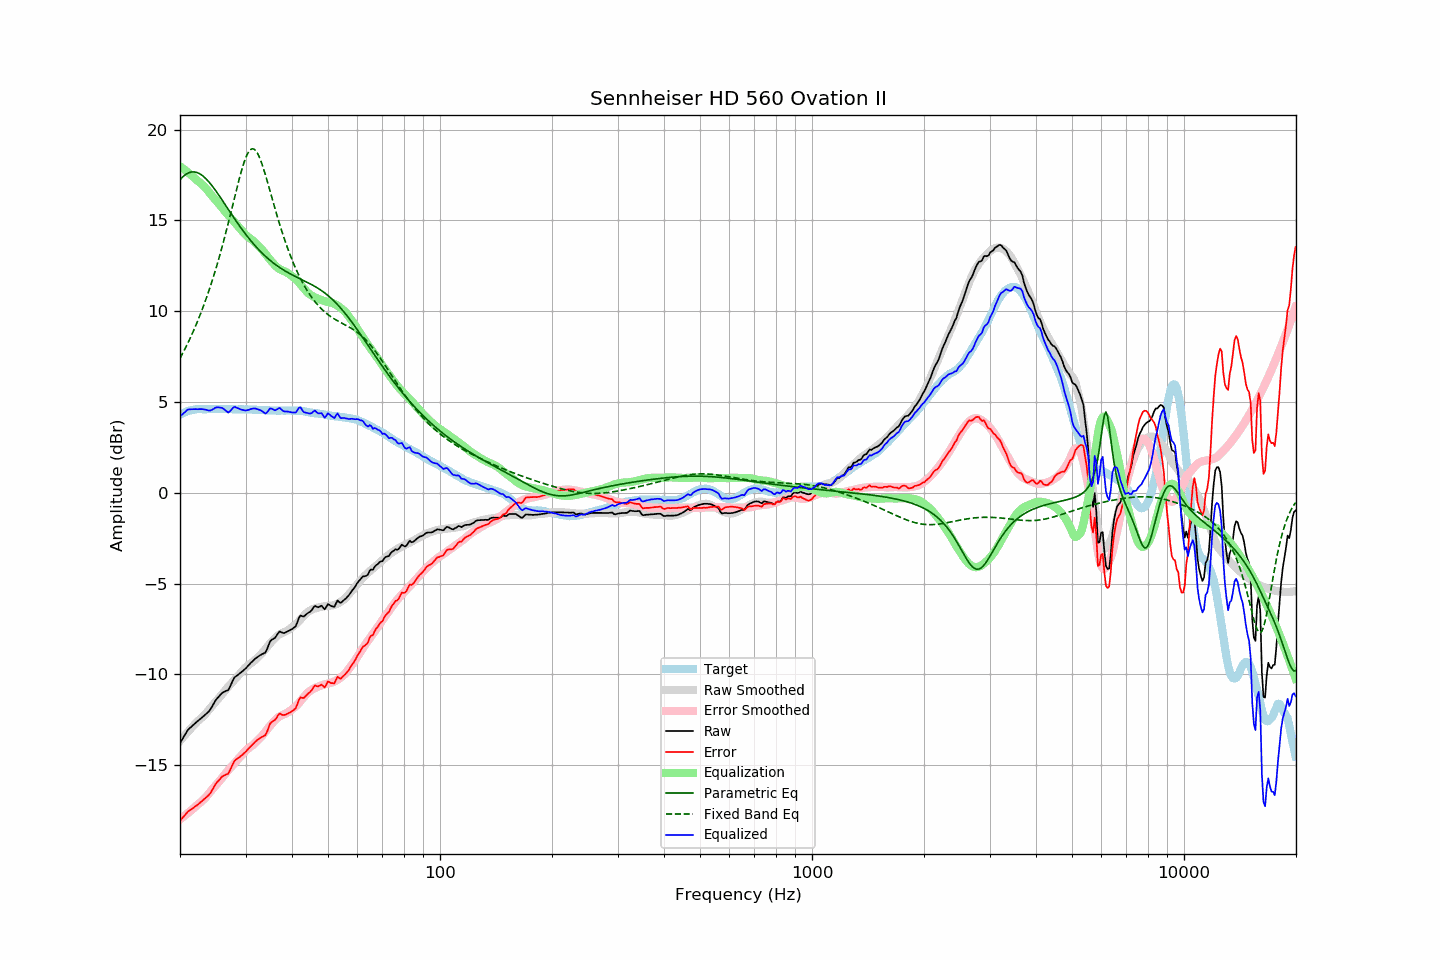 Sennheiser HD 560 Ovation II
Amplitude (dBr)
20
15
10
5
0
−5
−10
−15
100
1000
10000
Frequency (Hz)
Target
Raw Smoothed
Error Smoothed
Raw
Error
Equalization
Parametric Eq
Fixed Band Eq
Equalized